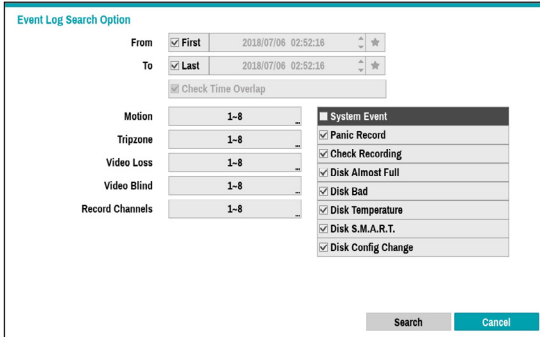 Event Log Search Option
From First 2018/07/06 02:52:16
To Last 2018/07/06 02:52:16
Check Time Overlap
Motion 1~8 ...
Tripzone 1~8 ...
Video Loss 1~8 ...
Video Blind 1~8 ...
Record Channels 1~8 ...
System Event
Panic Record
Check Recording
Disk Almost Full
Disk Bad
Disk Temperature
Disk S.M.A.R.T.
Disk Config Change
Search Cancel